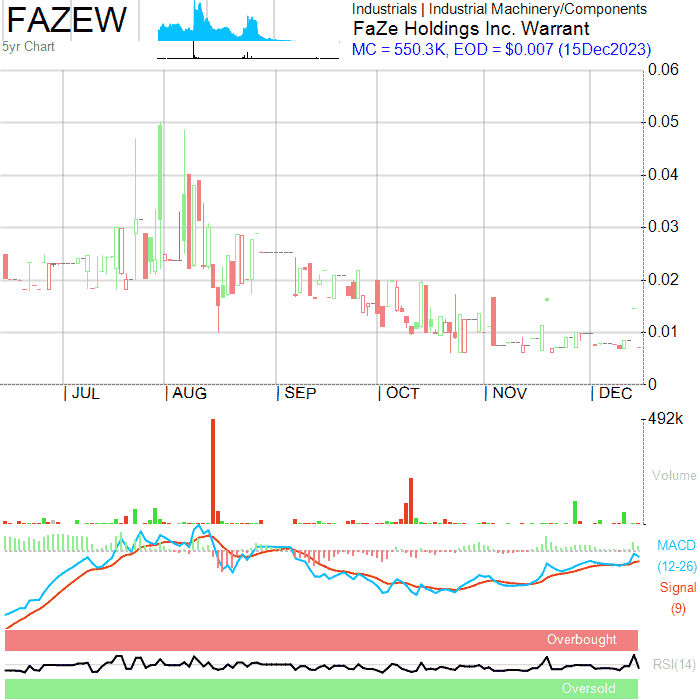 FAZEW
5yr Chart
Industrials | Industrial Machinery/Components
FaZe Holdings Inc. Warrant
MC = 550.3K, EOD = $0.007 (15Dec2023)
0.06
0.05
0.04
0.03
0.02
0.01
0
| JUL | AUG | SEP | OCT | NOV | DEC
492k
Volume
MACD
(12-26)
Signal
(9)
Overbought
RSI(14)
Oversold